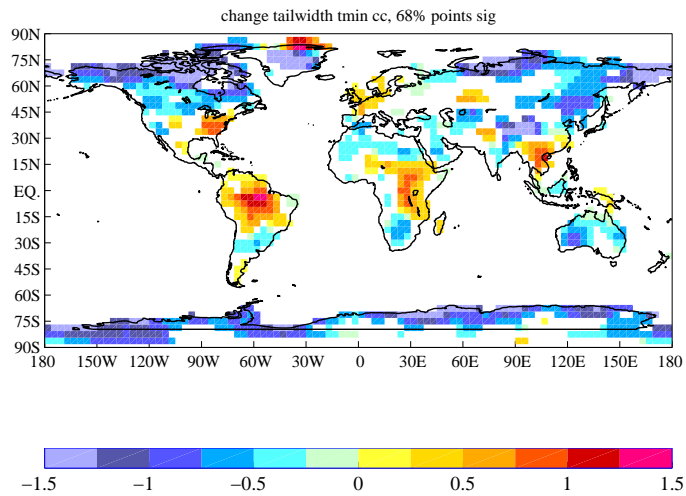 change tailwidth tmin cc, 68% points sig
90N
75N
60N
45N
30N
15N
EQ.
15S
30S
45S
60S
75S
90S
180 150W 120W 90W 60W 30W 0 30E 60E 90E 120E 150E 180
−1.5 −1 −0.5 0 0.5 1 1.5